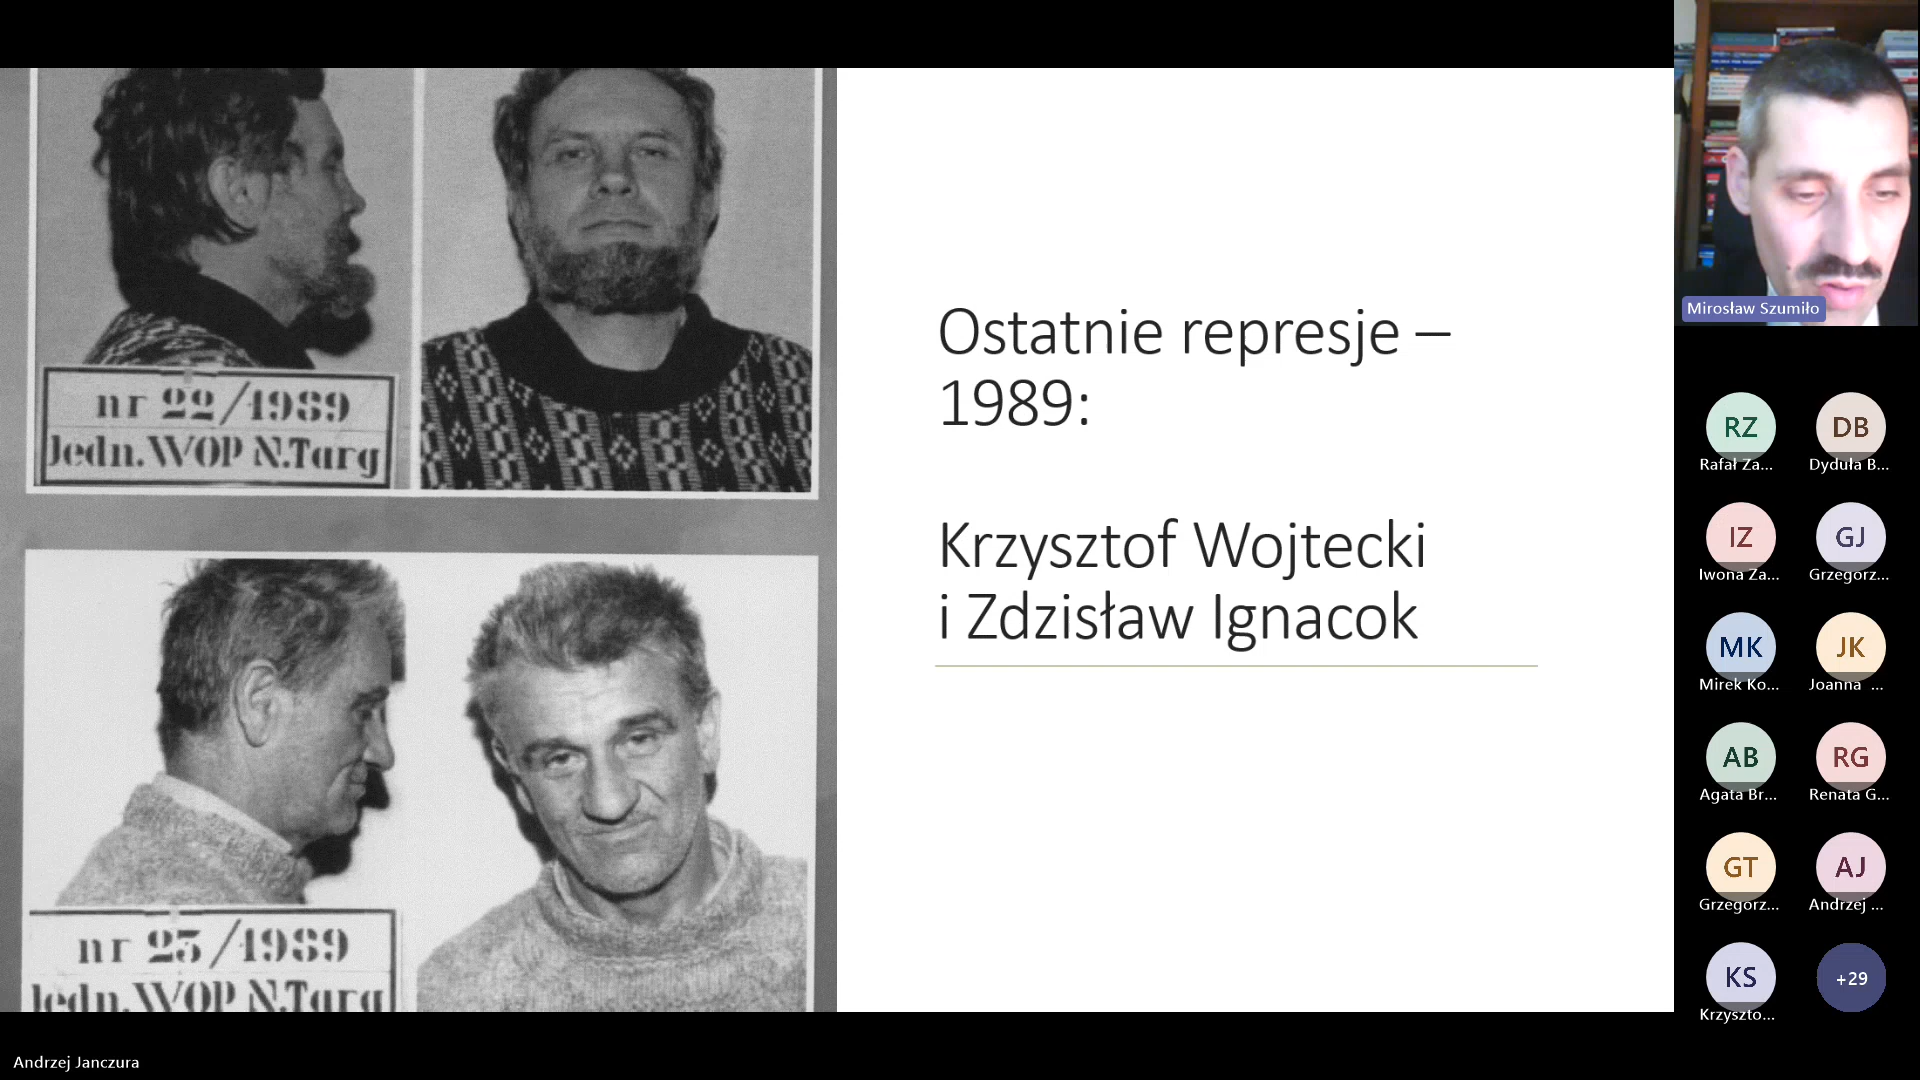 nr 22/1989
Jedn. WOP N.Targ
nr 23/1989
Jedn. WOP N.Targ
Ostatnie represje –
1989:
Krzysztof Wojtecki
i Zdzisław Ignacok
Mirosław Szumiło
RZ
DB
Rafał Za...
Dyduła B...
IZ
GJ
Iwona Za...
Grzegorz...
MK
JK
Mirek Ko...
Joanna ...
AB
RG
Agata Br...
Renata G...
GT
AJ
Grzegorz...
Andrzej ...
KS
+29
Krzyszto...
Andrzej Janczura